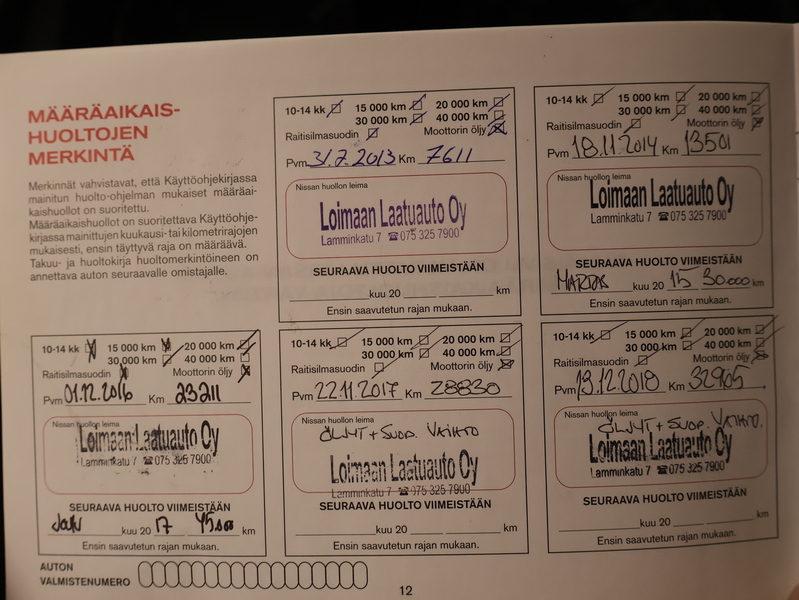 MÄÄRÄAIKAIS-
HUOLTOJEN
MERKINTÄ
Merkinnät vahvistavat, että Käyttöohjekirjassa
mainitun huolto-ohjelman mukaiset määräai-
kaishuollot on suoritettu.
Määräaikaishuollot on suoritettava Käyttöohje-
kirjassa mainittujen kuukausi- tai kilometrirajojen
mukaisesti, ensin täyttyvä raja on määräävä.
Takuu- ja huoltokirja huoltomerkintöineen on
annettava auton seuraavalle omistajalle.
10-14 kk 15 000 km 20 000 km
30 000 km 40 000 km
Raitisilmasuodin Moottorin öljy
Pvm 31.7.2013 Km 7611
Nissan huollon leima
Loimaan Laatuauto Oy
Lamminkatu 7 ☎075 325 7900
SEURAAVA HUOLTO VIIMEISTÄÄN
kuu 20 km
Ensin saavutetun rajan mukaan.
10-14 kk 15 000 km 20 000 km
30 000 km 40 000 km
Raitisilmasuodin Moottorin öljy
Pvm 18.11.2014 Km 13501
Nissan huollon leima
Loimaan Laatuauto Oy
Lamminkatu 7 ☎075 325 7900
SEURAAVA HUOLTO VIIMEISTÄÄN
kuu 20 15 30000 km
Ensin saavutetun rajan mukaan.
10-14 kk 15 000 km 20 000 km
30 000 km 40 000 km
Raitisilmasuodin Moottorin öljy
Pvm 01.12.2016 Km 23211
Nissan huollon leima
Loimaan Laatuauto Oy
Lamminkatu 7 ☎075 325 7900
SEURAAVA HUOLTO VIIMEISTÄÄN
kuu 20 17 km
Ensin saavutetun rajan mukaan.
10-14 kk 15 000 km 20 000 km
30 000 km 40 000 km
Raitisilmasuodin Moottorin öljy
Pvm 22.11.2017 Km 28830
Nissan huollon leima
ÖLJYT + SUOD. VAIHTO
Loimaan Laatuauto Oy
Lamminkatu 7 ☎075 325 7900
SEURAAVA HUOLTO VIIMEISTÄÄN
kuu 20 km
Ensin saavutetun rajan mukaan.
10-14 kk 15 000 km 20 000 km
30 000 km 40 000 km
Raitisilmasuodin Moottorin öljy
Pvm 13.12.2018 Km 32905
Nissan huollon leima
ÖLJYT + SUOD. VAIHTO.
Loimaan Laatuauto Oy
Lamminkatu 7 ☎075 325 7900
SEURAAVA HUOLTO VIIMEISTÄÄN
kuu 20 km
Ensin saavutetun rajan mukaan.
AUTON
VALMISTENUMERO
12